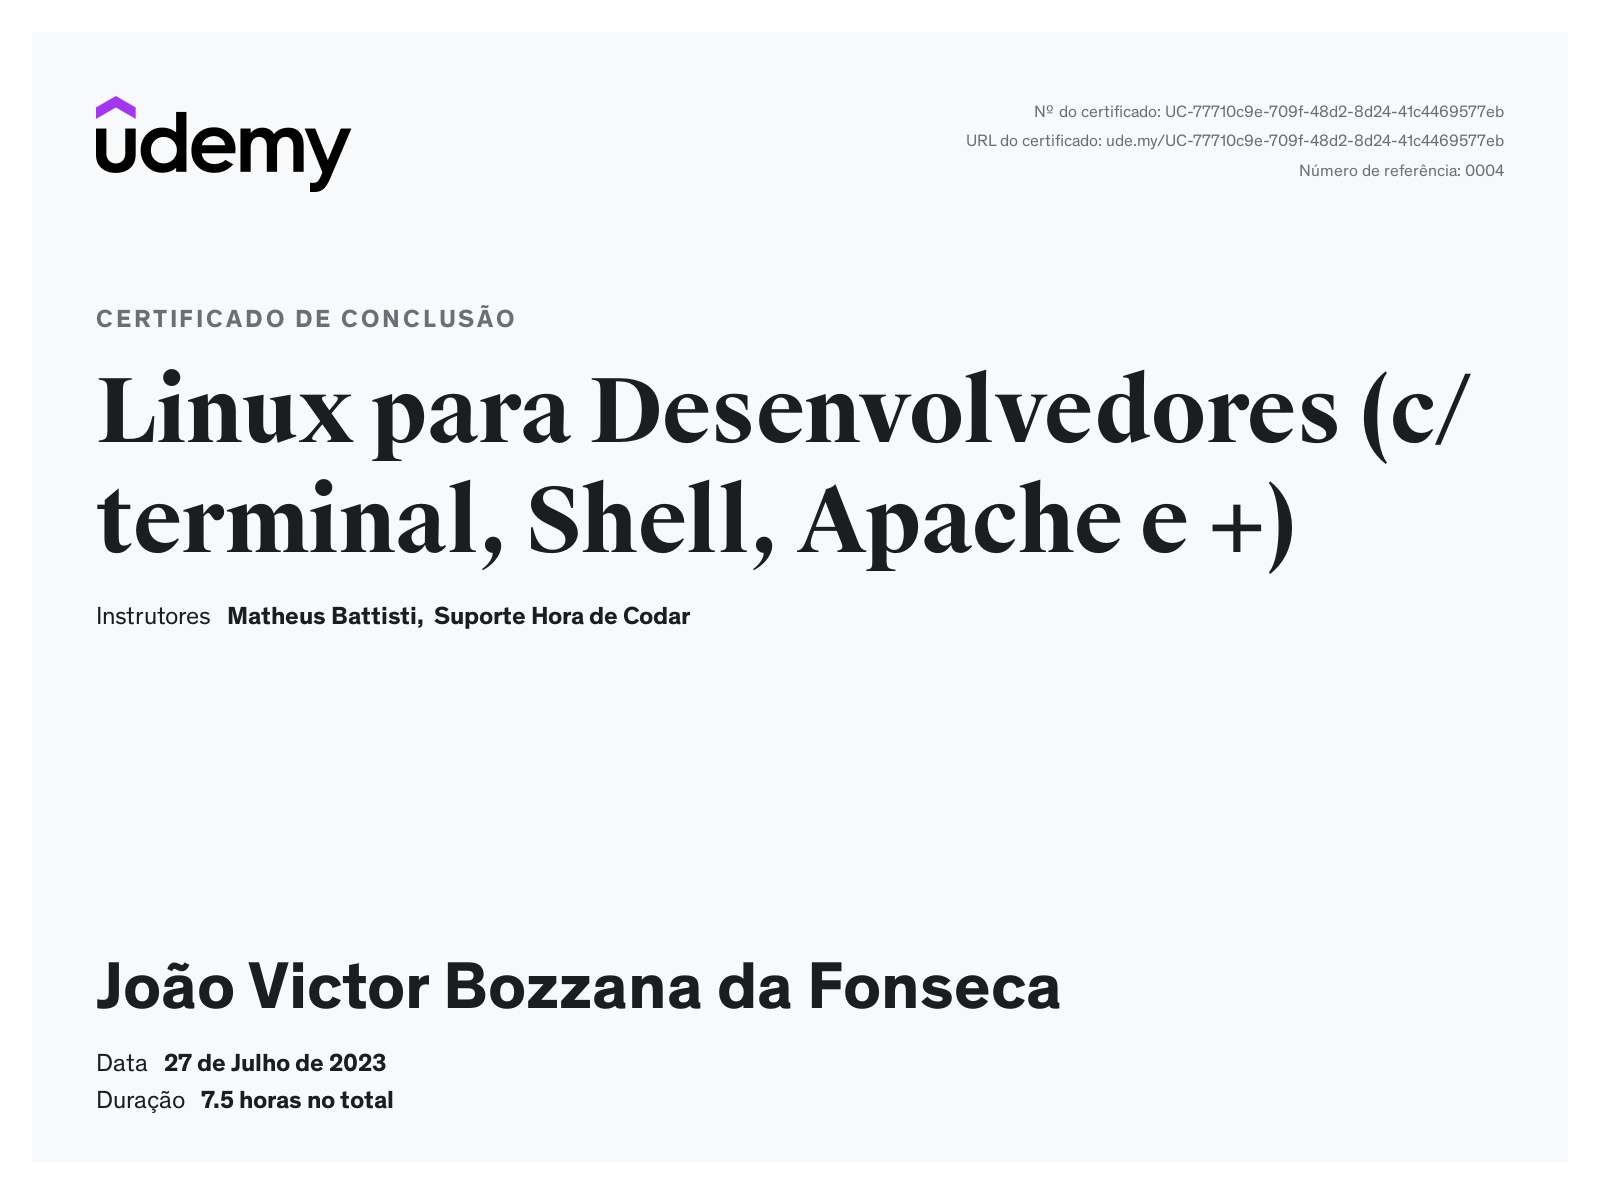 udemy
Nº do certificado: UC-77710c9e-709f-48d2-8d24-41c4469577eb
URL do certificado: ude.my/UC-77710c9e-709f-48d2-8d24-41c4469577eb
Número de referência: 0004
CERTIFICADO DE CONCLUSÃO
Linux para Desenvolvedores (c/
terminal, Shell, Apache e +)
Instrutores Matheus Battisti, Suporte Hora de Codar
João Victor Bozzana da Fonseca
Data 27 de Julho de 2023
Duração 7.5 horas no total